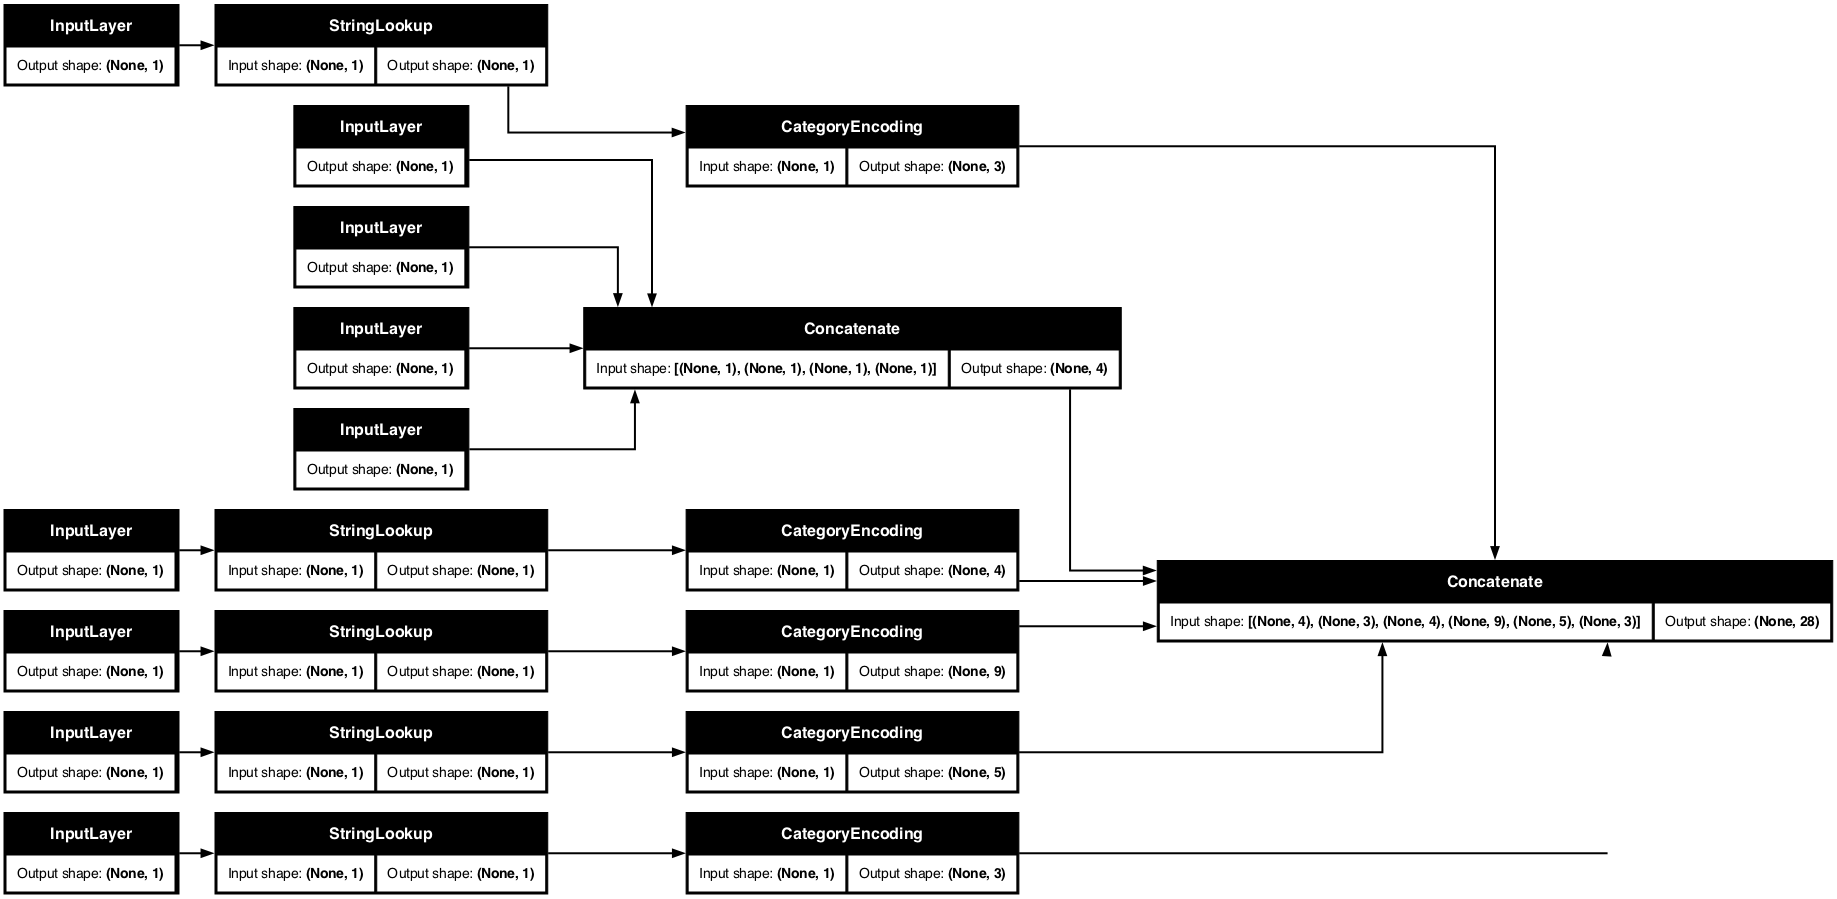 InputLayer
Output shape: (None, 1)
StringLookup
Input shape: (None, 1)
Output shape: (None, 1)
InputLayer
Output shape: (None, 1)
CategoryEncoding
Input shape: (None, 1)
Output shape: (None, 3)
InputLayer
Output shape: (None, 1)
InputLayer
Output shape: (None, 1)
Concatenate
Input shape: [(None, 1), (None, 1), (None, 1), (None, 1)]
Output shape: (None, 4)
InputLayer
Output shape: (None, 1)
InputLayer
Output shape: (None, 1)
StringLookup
Input shape: (None, 1)
Output shape: (None, 1)
CategoryEncoding
Input shape: (None, 1)
Output shape: (None, 4)
Concatenate
Input shape: [(None, 4), (None, 3), (None, 4), (None, 9), (None, 5), (None, 3)]
Output shape: (None, 28)
InputLayer
Output shape: (None, 1)
StringLookup
Input shape: (None, 1)
Output shape: (None, 1)
CategoryEncoding
Input shape: (None, 1)
Output shape: (None, 9)
InputLayer
Output shape: (None, 1)
StringLookup
Input shape: (None, 1)
Output shape: (None, 1)
CategoryEncoding
Input shape: (None, 1)
Output shape: (None, 5)
InputLayer
Output shape: (None, 1)
StringLookup
Input shape: (None, 1)
Output shape: (None, 1)
CategoryEncoding
Input shape: (None, 1)
Output shape: (None, 3)